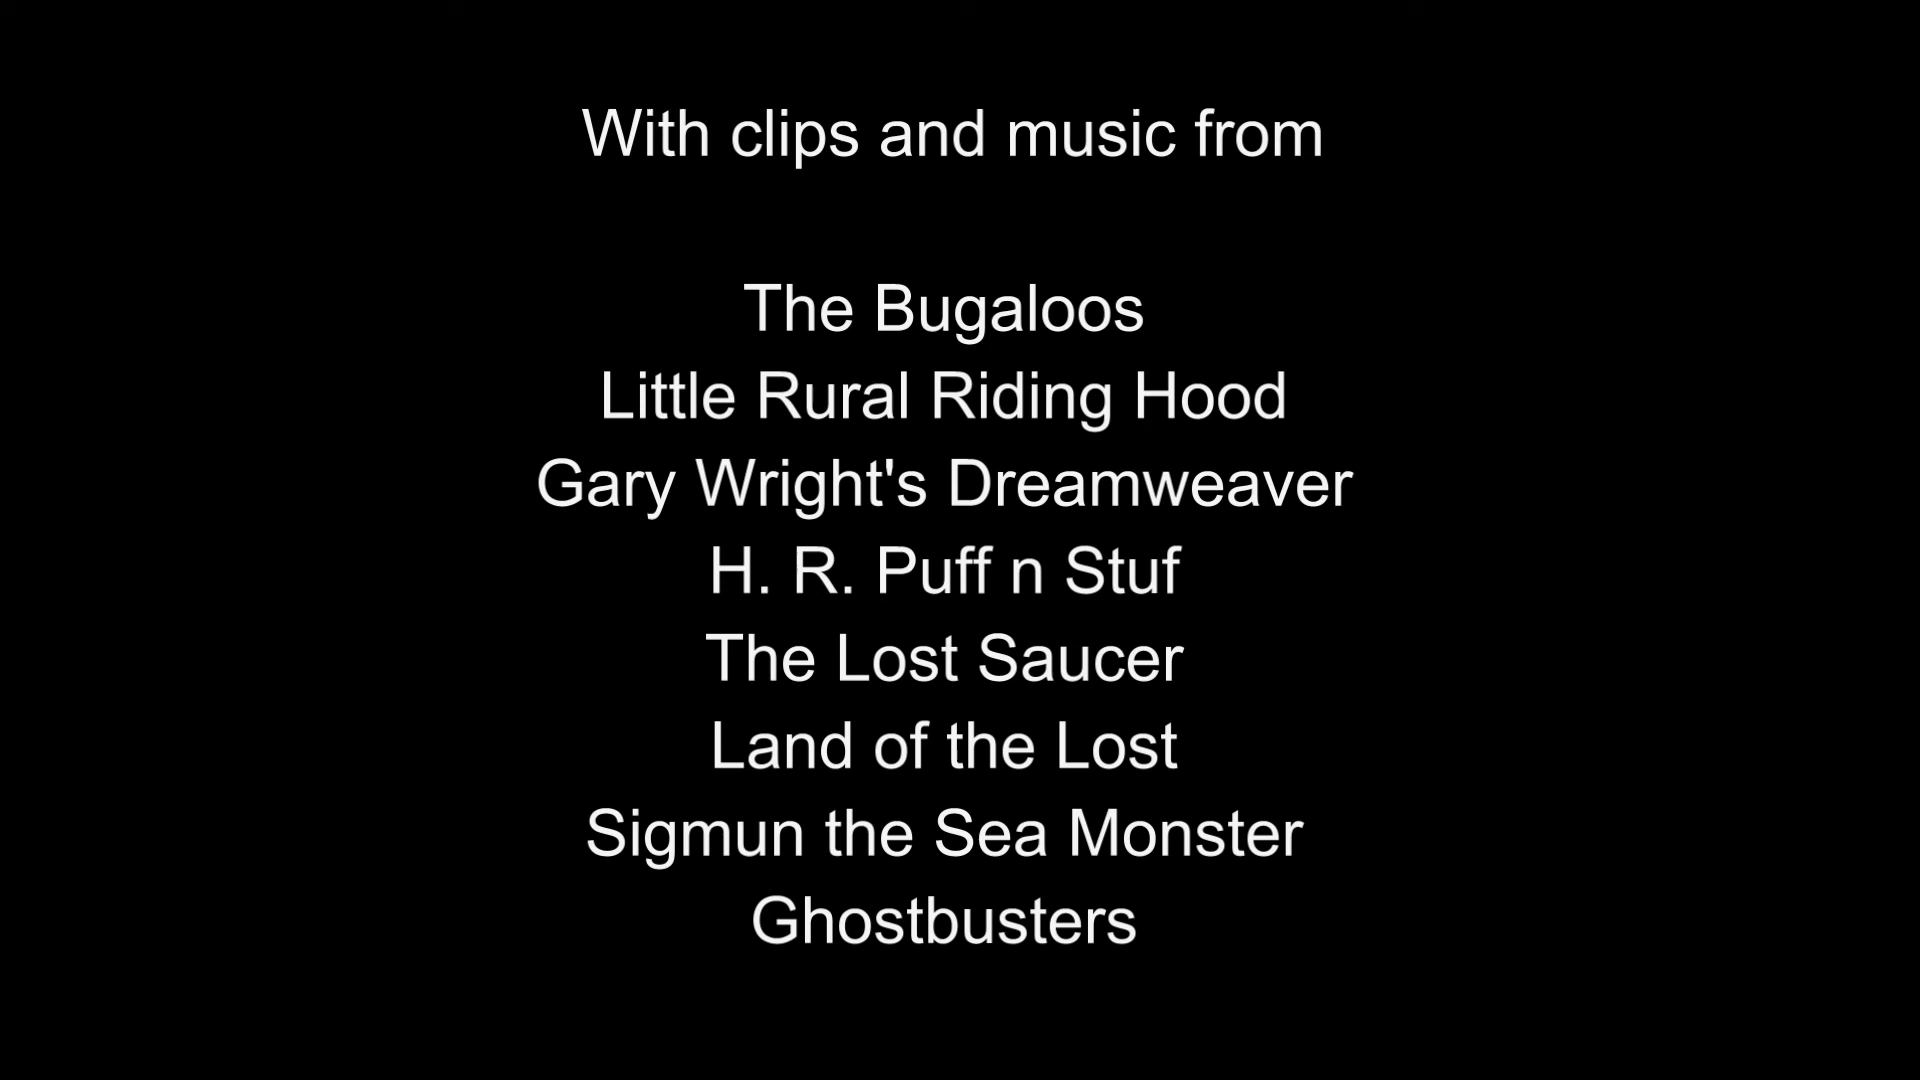 With clips and music from
The Bugaloos
Little Rural Riding Hood
Gary Wright's Dreamweaver
H. R. Puff n Stuf
The Lost Saucer
Land of the Lost
Sigmun the Sea Monster
Ghostbusters